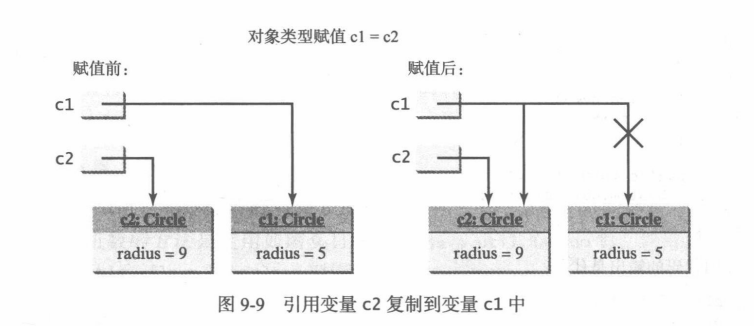 对象类型赋值 c1 = c2
赋值前：
赋值后：
c1
c1
c2
c2
c2: Circle
c1: Circle
c2: Circle
c1: Circle
radius = 9
radius = 5
radius = 9
radius = 5
图 9-9 引用变量 c2 复制到变量 c1 中